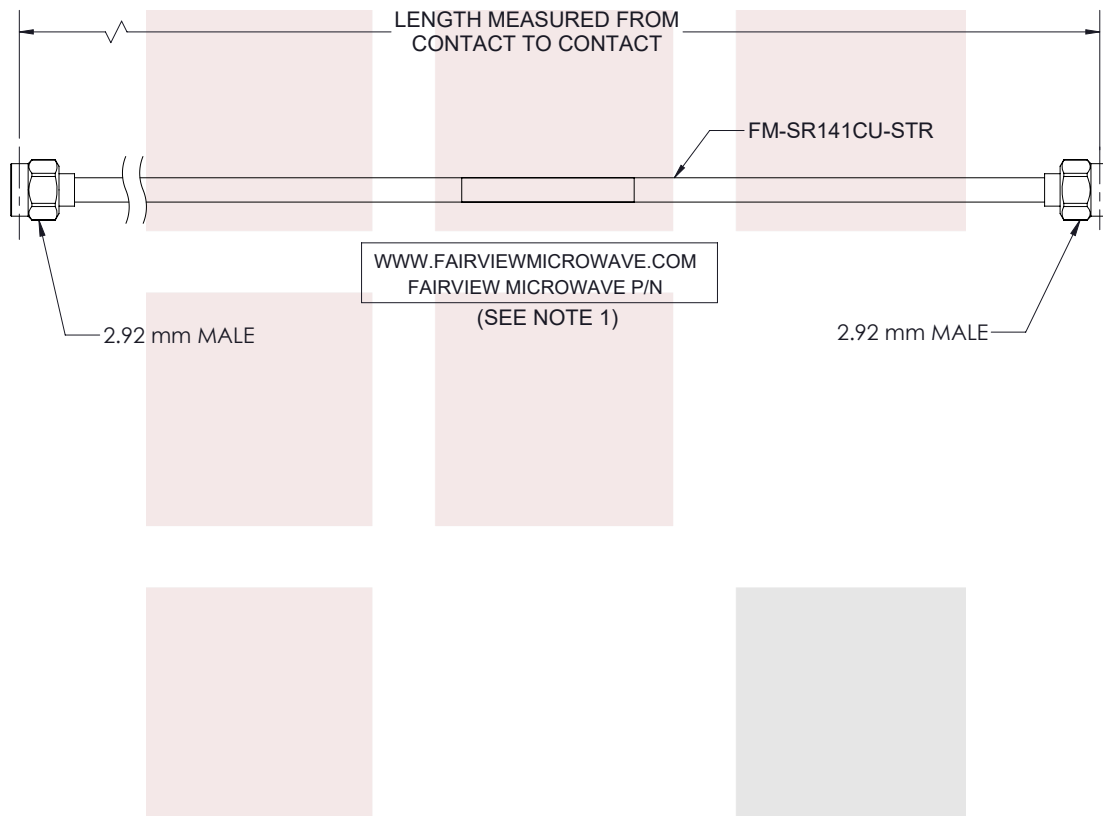 LENGTH MEASURED FROM
CONTACT TO CONTACT
FM-SR141CU-STR
WWW.FAIRVIEWMICROWAVE.COM
FAIRVIEW MICROWAVE P/N
(SEE NOTE 1)
2.92 mm MALE
2.92 mm MALE